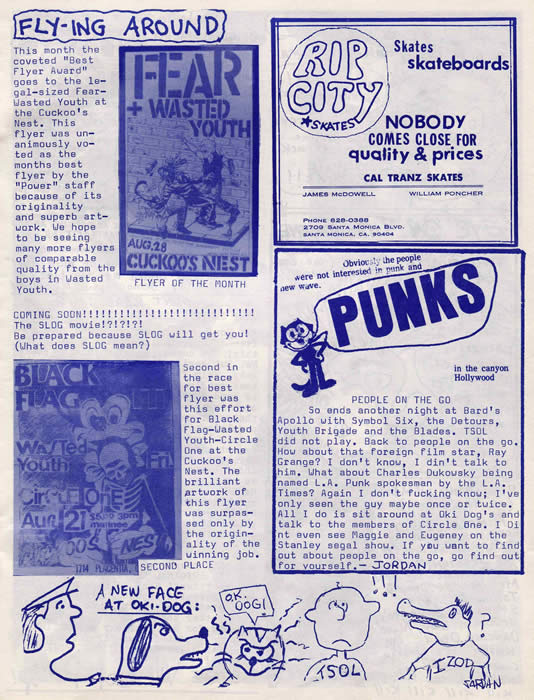 FLY-ING AROUND
This month the
coveted "Best
Flyer Award"
goes to the le-
gal-sized Fear-
Wasted Youth at
the Cuckoo's
Nest. This
flyer was un-
animously vo-
ted as the
months best
flyer by the
"Power" staff
because of its
originality
and superb art-
work. We hope
to be seeing
many more flyers
of comparable
quality from the
boys in Wasted
Youth.
FEAR
+ WASTED
YOUTH
AUG. 28
CUCKOO'S NEST
FLYER OF THE MONTH
COMING SOON!!!!!!!!!!!!!!!!!!!!!!!!!!!!
The SLOG movie!?!?!?!
Be prepared because SLOG will get you!
(What does SLOG mean?)
BLACK
FLAG
Wasted
Youth
Fri
Circle One
Aug 21
$5.00 3pm
matinee
OOS
NEST
1714 PLACENTIA,
SECOND PLACE
Second in
the race
for best
flyer was
this effort
for Black
Flag-Wasted
Youth-Circle
One at the
Cuckoo's
Nest. The
brilliant
artwork of
this flyer
was surpas-
sed only by
the origin-
ality of the
winning job.
RIP
CITY
SKATES
Skates
skateboards
NOBODY
COMES CLOSE FOR
quality & prices
CAL TRANZ SKATES
JAMES McDOWELL WILLIAM PONCHER
PHONE 828-0388
2709 SANTA MONICA BLVD.
SANTA MONICA, CA. 90404
Obviously the people
were not interested in punk and
new wave.
PUNKS
in the canyon
Hollywood
PEOPLE ON THE GO
So ends another night at Bard's
Apollo with Symbol Six, the Detours,
Youth Brigade and the Blades. TSOL
did not play. Back to people on the go.
How about that foreign film star, Ray
Grange? I don't know, I din't talk to
him. What about Charles Dukowsky being
named L.A. Punk spokesmen by the L.A.
Times? Again I don't fucking know; I've
only seen the guy maybe once or twice.
All I do is sit around at Oki Dog's and
talk to the members of Circle One. I Di
nt even see Maggie and Eugeney on the
Stanley segal show. If you want to find
out about people on the go, go find out
for yourself.- JORDAN
A NEW FACE
AT OKI-DOG:
O.K.
DOG!
!!!
TSOL
?
IZOD
JORDAN